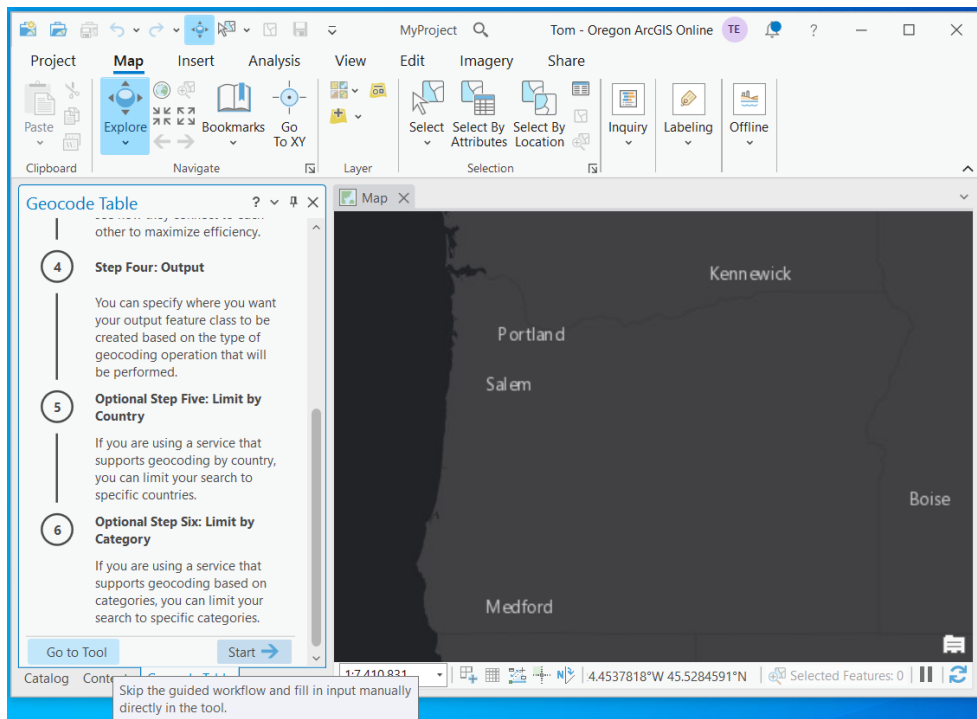 MyProject
Tom - Oregon ArcGIS Online
TE
?
Project Map Insert Analysis View Edit Imagery Share
Paste
Explore
Bookmarks
Go
To XY
Select
Select By
Attributes
Select By
Location
Inquiry
Labeling
Offline
Clipboard
Navigate
Layer
Selection
Geocode Table
?
other to maximize efficiency.
4
Step Four: Output
You can specify where you want
your output feature class to be
created based on the type of
geocoding operation that will
be performed.
5
Optional Step Five: Limit by
Country
If you are using a service that
supports geocoding by country,
you can limit your search to
specific countries.
6
Optional Step Six: Limit by
Category
If you are using a service that
supports geocoding based on
categories, you can limit your
search to specific categories.
Go to Tool
Start
Catalog
Skip the guided workflow and fill in input manually
directly in the tool.
Map
Kennewick
Portland
Salem
Boise
Medford
1:7,410,831
N
4.4537818°W 45.5284591°N
Selected Features: 0